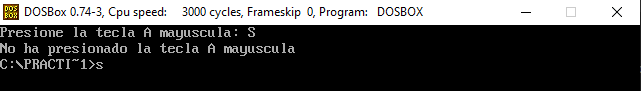 DOSBox 0.74-3, Cpu speed:    3000 cycles, Frameskip  0, Program:   DOSBOX
Presione la tecla A mayuscula: S
No ha presionado la tecla A mayuscula
C:\PRACTI~1>s